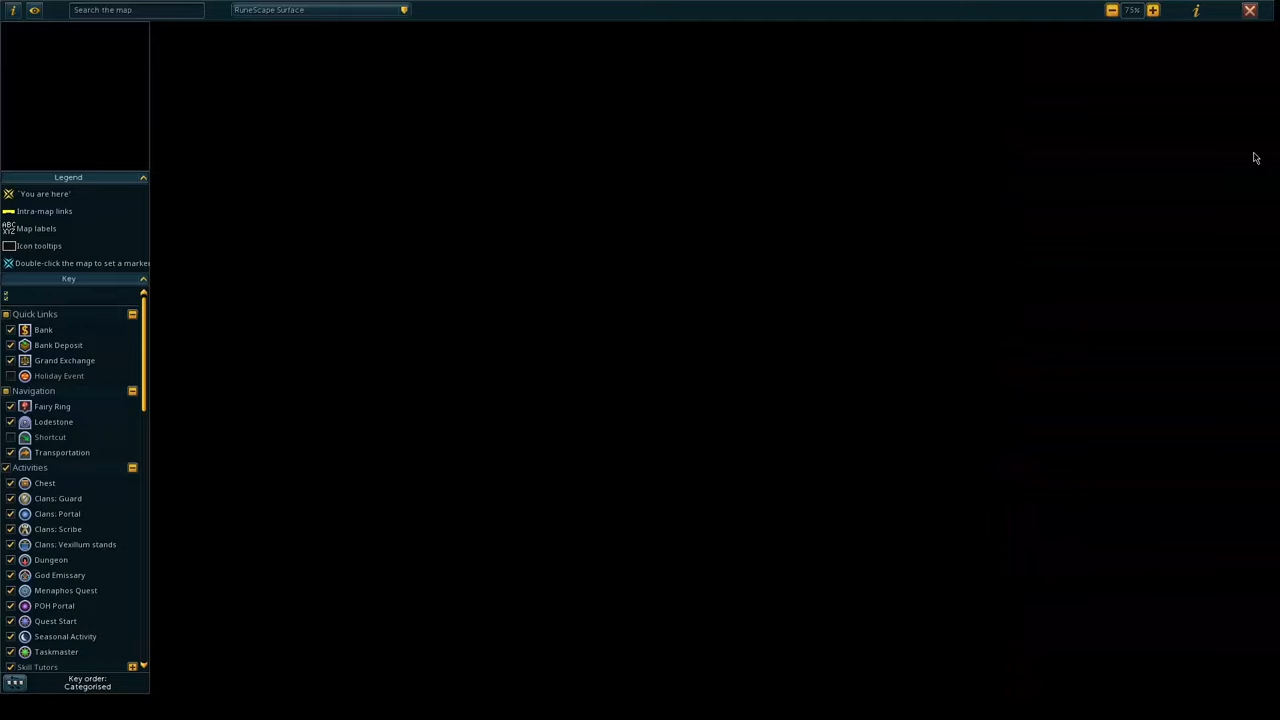 Search the map
RuneScape Surface
75%
Legend
'You are here'
Intra-map links
ABC
XYZ
Map labels
Icon tooltips
Double-click the map to set a marker
Key
Quick Links
Bank
Bank Deposit
Grand Exchange
Holiday Event
Navigation
Fairy Ring
Lodestone
Shortcut
Transportation
Activities
Chest
Clans: Guard
Clans: Portal
Clans: Scribe
Clans: Vexillum stands
Dungeon
God Emissary
Menaphos Quest
POH Portal
Quest Start
Seasonal Activity
Taskmaster
Skill Tutors
Key order:
Categorised